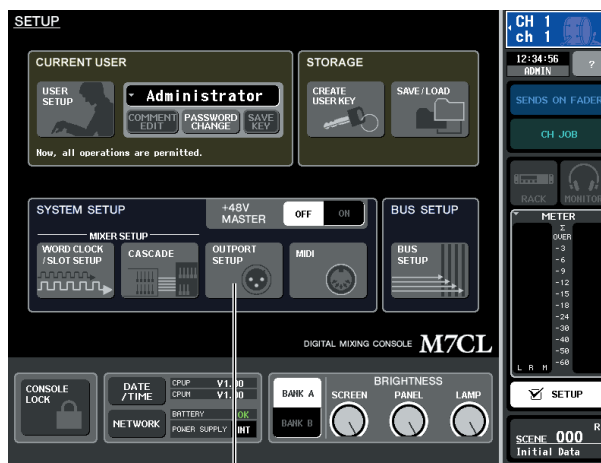 SETUP
CURRENT USER
USER
SETUP
Administrator
COMMENT
EDIT
PASSWORD
CHANGE
SAVE
KEY
Now, all operations are permitted.
STORAGE
CREATE
USER KEY
SAVE/LOAD
SYSTEM SETUP
+48V
MASTER
OFF
ON
MIXER SETUP
WORD CLOCK
/SLOT SETUP
CASCADE
OUTPORT
SETUP
MIDI
BUS SETUP
BUS
SETUP
DIGITAL MIXING CONSOLE M7CL
CONSOLE
LOCK
DATE
/TIME
CPUP V1.00
CPUM V1.00
NETWORK
BATTERY OK
POWER SUPPLY INT
BANK A
BANK B
BRIGHTNESS
SCREEN
PANEL
LAMP
CH 1
ch 1
12:34:56
ADMIN
?
SENDS ON FADER
CH JOB
RACK
MONITOR
METER
Σ
OVER
-3
-6
-9
-12
-15
-18
-24
-30
-40
-50
-60
L R M
SETUP
R
SCENE 000
Initial Data